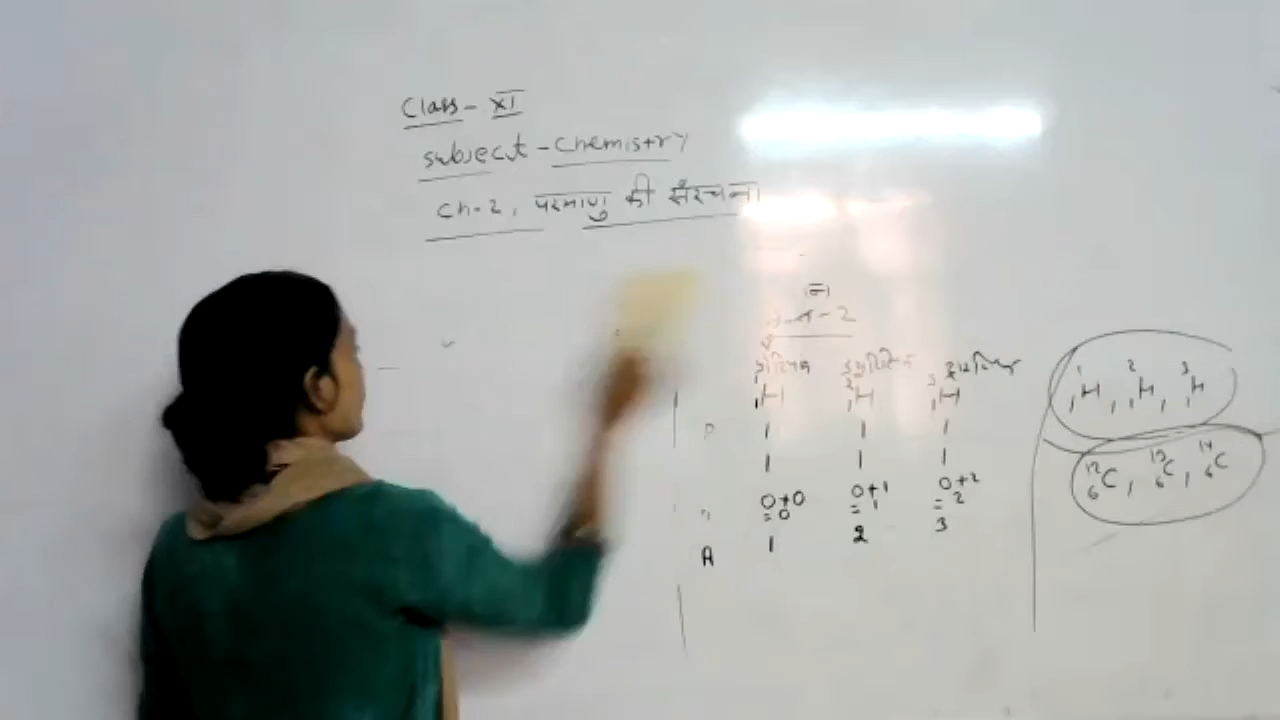 Class - XI
Subject - Chemistry
Ch-2, परमाणु की संरचना
प्रोटियम ड्यूटिरियम ट्राइटियम
₁H ²₁H ³₁H
1 1 1
1 1 1
0+0 0+1 0+2
=0 =1 =2
A 1 2 3
¹₁H, ²₁H, ³₁H
¹²₆C, ¹³₆C, ¹⁴₆C